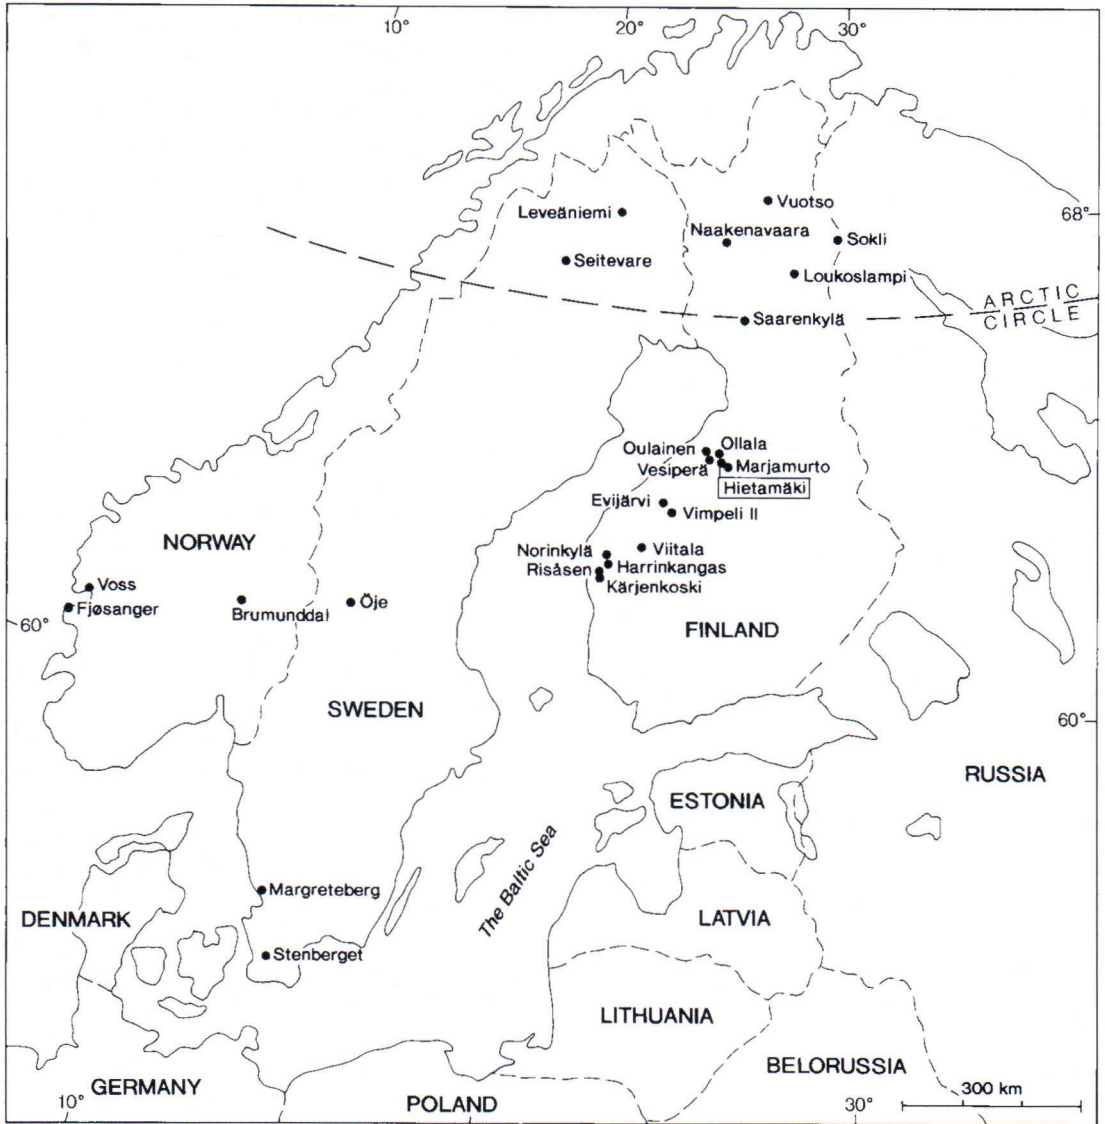 10°
20°
30°
Leveäniemi
Vuotso
68°
Naakenavaara
Sokli
Seitevare
Loukoslampi
ARCTIC
CIRCLE
Saarenkylä
Oulainen
Ollala
Vesiperä
Marjamurto
Hietamäki
Evijärvi
Vimpeli II
NORWAY
Norinkylä
Viitala
Risåsen
Harrinkangas
Kärjenkoski
Voss
Fjøsanger
Brumunddal
Öje
60°
FINLAND
SWEDEN
60°
RUSSIA
ESTONIA
The Baltic Sea
Margreteberg
DENMARK
LATVIA
Stenberget
LITHUANIA
BELORUSSIA
GERMANY
300 km
10°
POLAND
30°